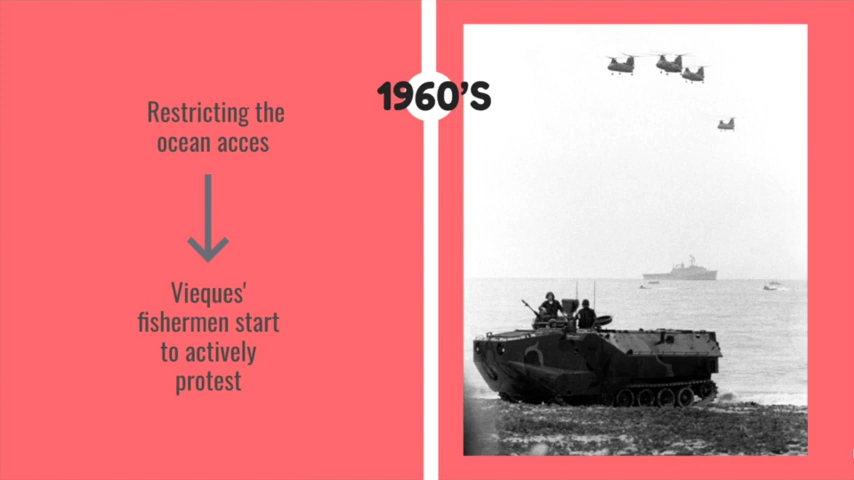 1960'S
Restricting the
ocean acces
Vieques'
fishermen start
to actively
protest